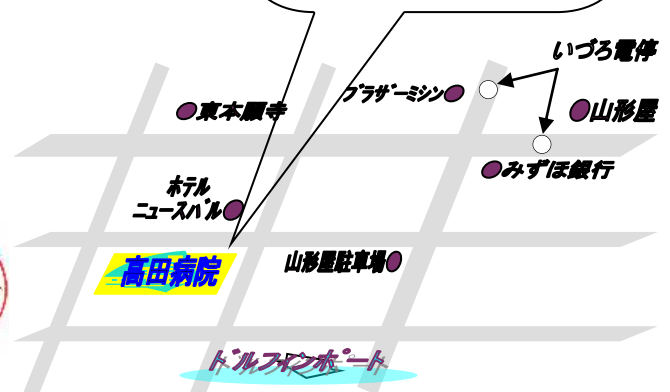 いづろ電停
ブラザーミシン
山形屋
東本願寺
みずほ銀行
ホテル
ニュースパル
山形屋駐車場
高田病院
ドルフィンポート